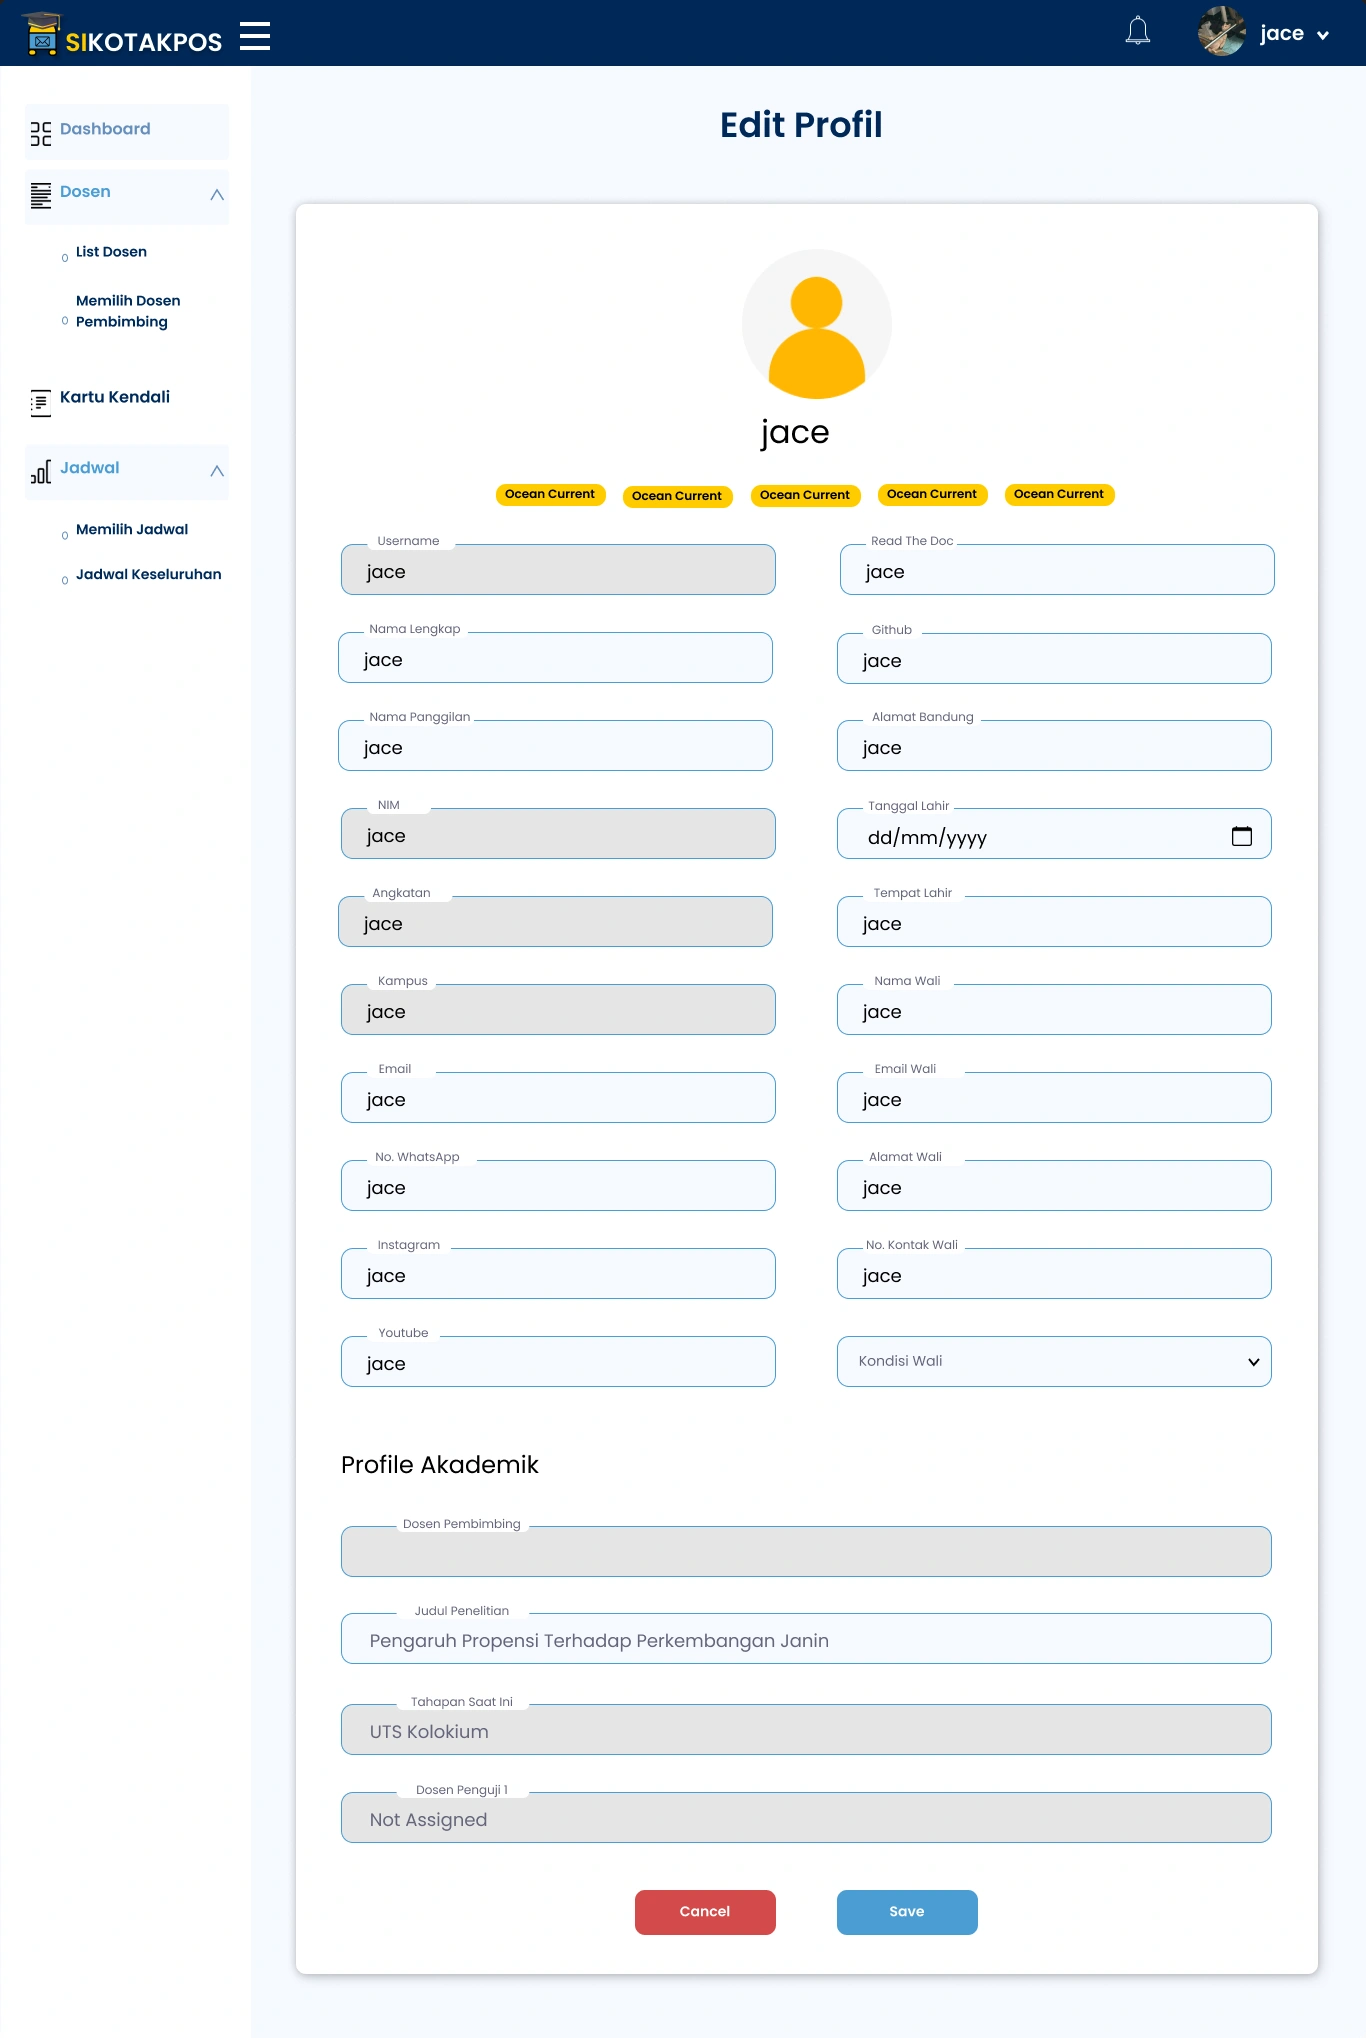 SIKOTAKPOS
jace
Dashboard
Dosen
List Dosen
Memilih Dosen
Pembimbing
Kartu Kendali
Jadwal
Memilih Jadwal
Jadwal Keseluruhan
Edit Profil
jace
Ocean Current
Ocean Current
Ocean Current
Ocean Current
Ocean Current
Username
jace
Read The Doc
jace
Nama Lengkap
jace
Github
jace
Nama Panggilan
jace
Alamat Bandung
jace
NIM
jace
Tanggal Lahir
dd/mm/yyyy
Angkatan
jace
Tempat Lahir
jace
Kampus
jace
Nama Wali
jace
Email
jace
Email Wali
jace
No. WhatsApp
jace
Alamat Wali
jace
Instagram
jace
No. Kontak Wali
jace
Youtube
jace
Kondisi Wali
Profile Akademik
Dosen Pembimbing
Judul Penelitian
Pengaruh Propensi Terhadap Perkembangan Janin
Tahapan Saat Ini
UTS Kolokium
Dosen Penguji 1
Not Assigned
Cancel
Save